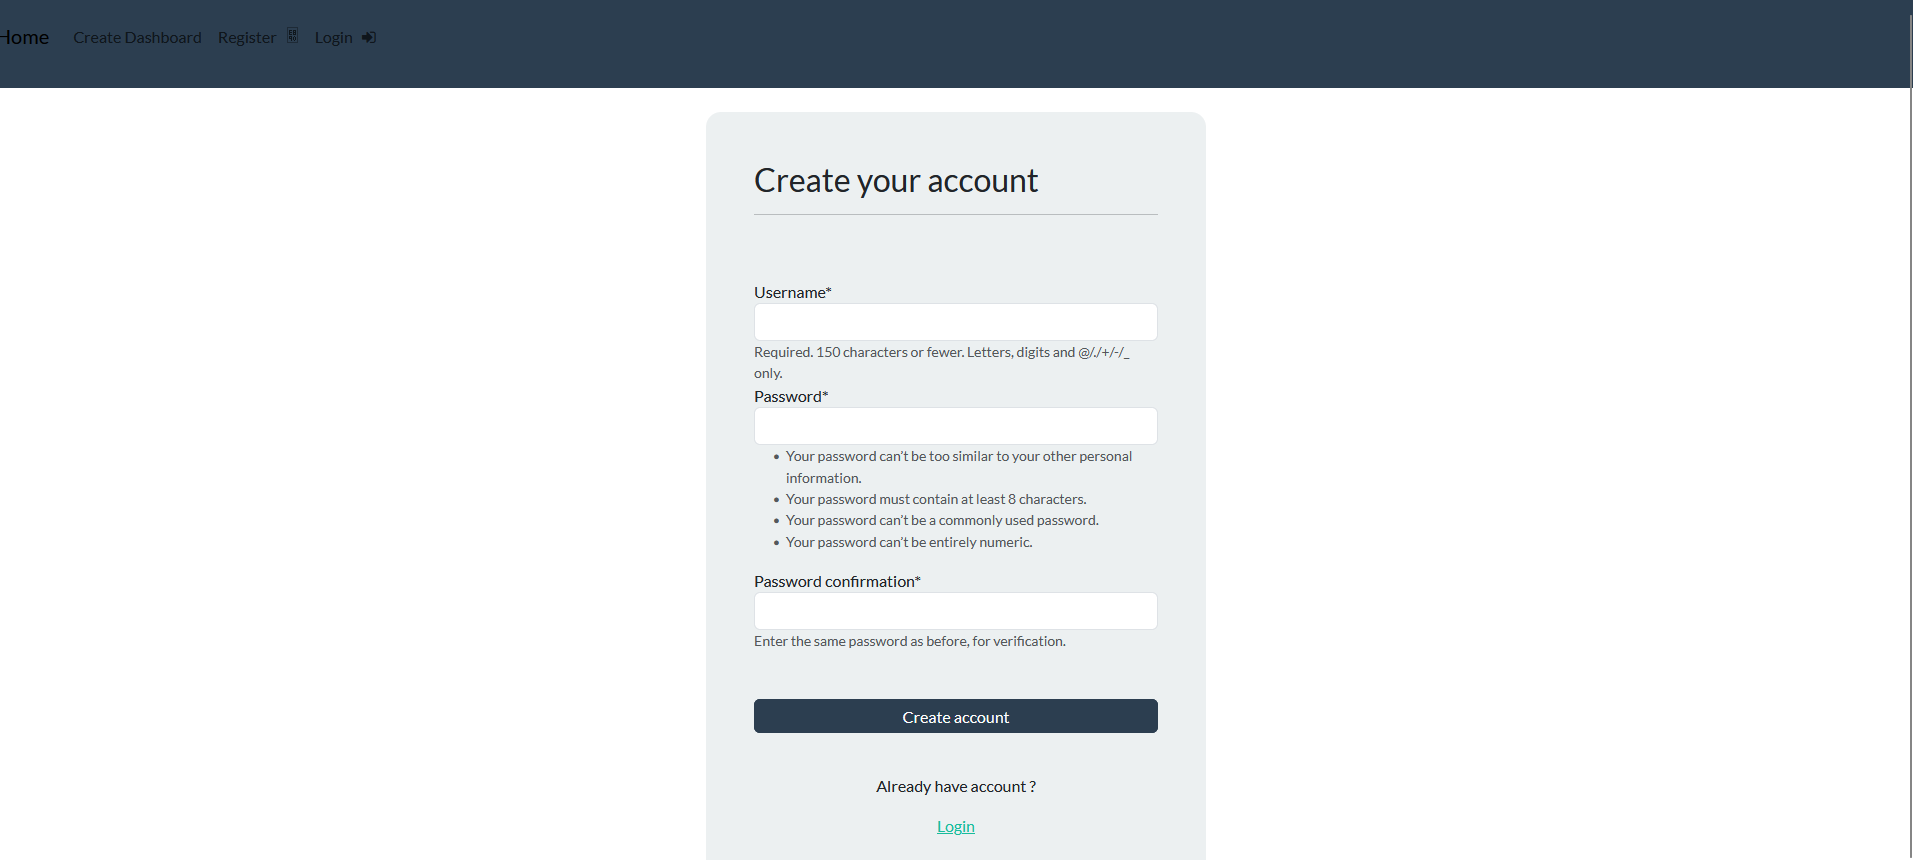 Home Create Dashboard Register Login
Create your account
Username*
Required. 150 characters or fewer. Letters, digits and @/./+/-/_
only.
Password*
• Your password can’t be too similar to your other personal
information.
• Your password must contain at least 8 characters.
• Your password can’t be a commonly used password.
• Your password can’t be entirely numeric.
Password confirmation*
Enter the same password as before, for verification.
Create account
Already have account ?
Login